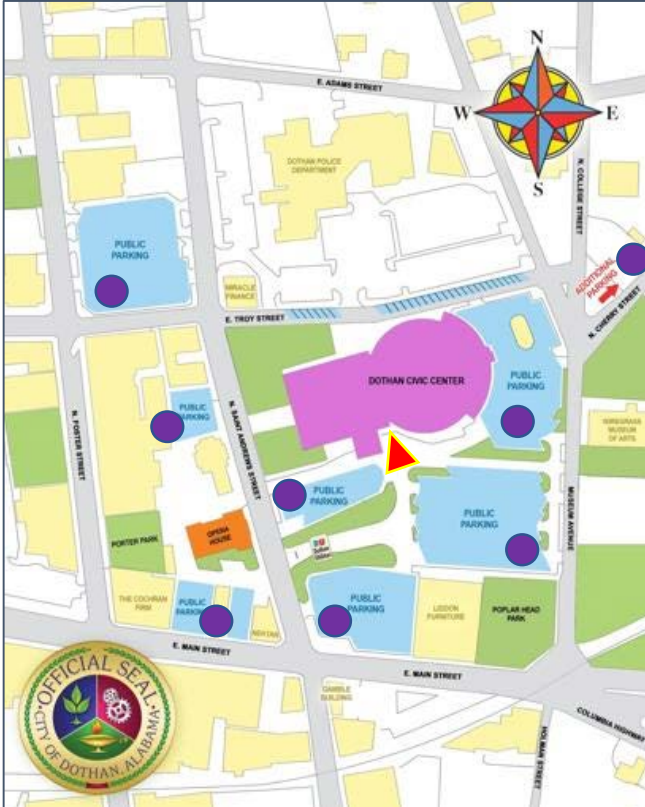 N
E. ADAMS STREET
W
E
S
N. COLLEGE STREET
DOTHAN POLICE
DEPARTMENT
PUBLIC
PARKING
ADDITIONAL
PARKING
MIRACLE
FINANCE
N. CHERRY STREET
E. TROY STREET
DOTHAN CIVIC CENTER
PUBLIC
PARKING
PUBLIC
PARKING
N. FOSTER STREET
N. SAINT ANDREWS STREET
WIREGRASS
MUSEUM
OF ARTS
PUBLIC
PARKING
PUBLIC
PARKING
MUSEUM AVENUE
PORTER PARK
OPERA
HOUSE
Dothan
THE COCHRAN
FIRM
PUBLIC
PARKING
PUBLIC
PARKING
LISDON
FURNITURE
POPLAR HEAD
PARK
E. MAIN STREET
E. MAIN STREET
GAMBLE
BUILDING
COLUMBIA HIGHWAY
HOLMAN STREET
OFFICIAL SEAL
CITY OF DOTHAN, ALABAMA